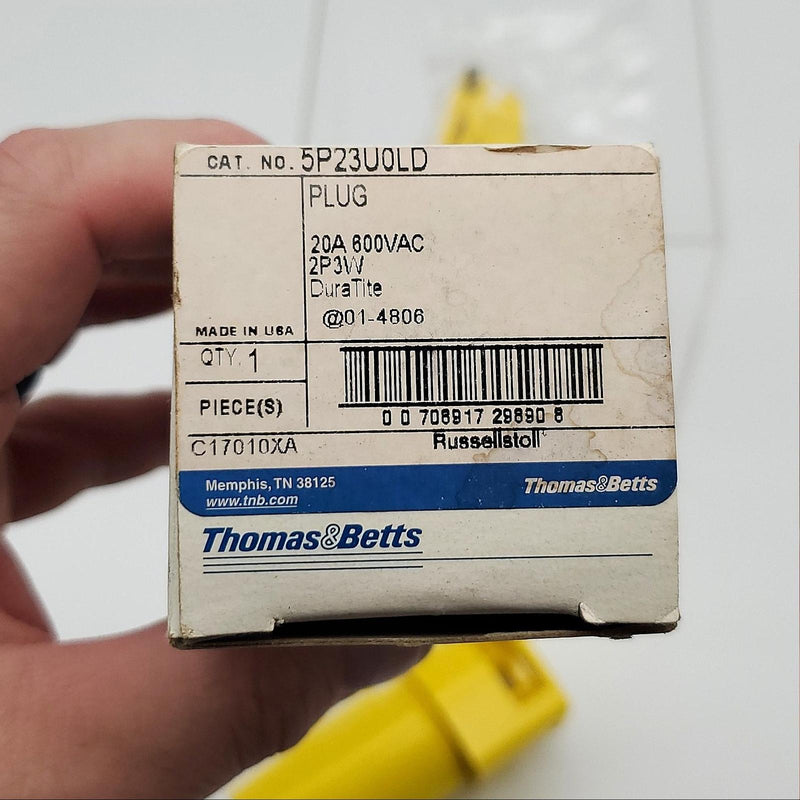 CAT. NO. 5P23U0LD
PLUG
20A 600VAC
2P3W
DuraTite
@01-4806
MADE IN USA
QTY. 1
PIECE(S)
0 0 706917 29690 8
C17010XA
Russellstoll
Memphis, TN 38125
www.tnb.com
Thomas&Betts
Thomas&Betts